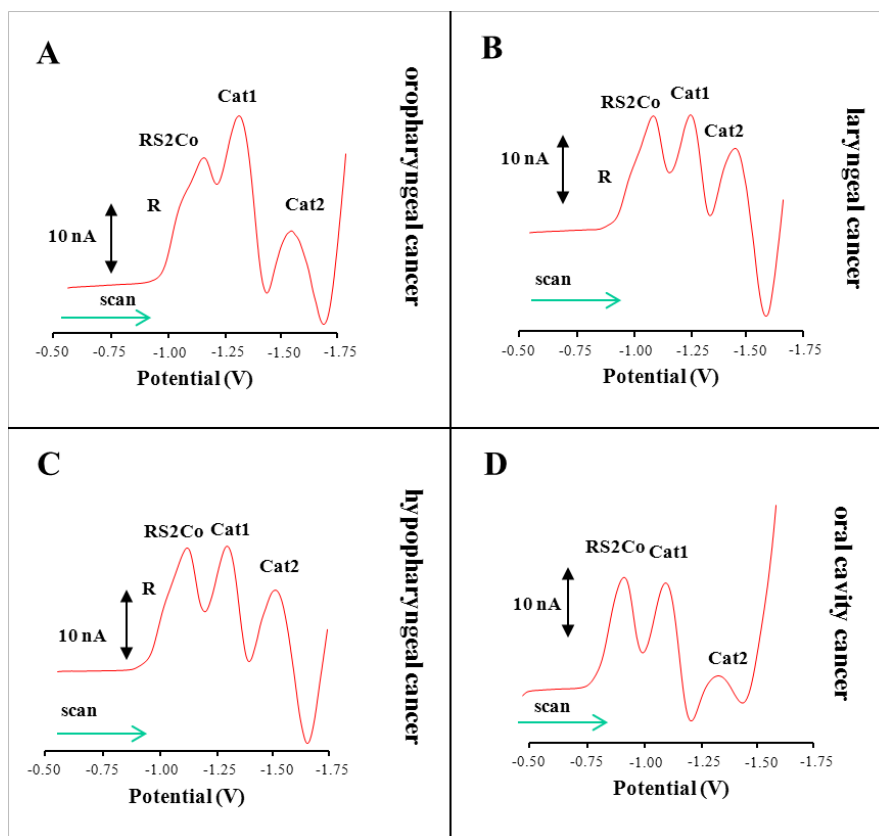 A
Cat1
RS2Co
R
Cat2
10 nA
scan
-0.50 -0.75 -1.00 -1.25 -1.50 -1.75
Potential (V)
oropharyngeal cancer
B
RS2Co Cat1
Cat2
10 nA
R
scan
-0.50 -0.75 -1.00 -1.25 -1.50 -1.75
Potential (V)
laryngeal cancer
C
RS2Co Cat1
R
Cat2
10 nA
scan
-0.50 -0.75 -1.00 -1.25 -1.50 -1.75
Potential (V)
hypopharyngeal cancer
D
RS2Co Cat1
10 nA
Cat2
scan
-0.50 -0.75 -1.00 -1.25 -1.50 -1.75
Potential (V)
oral cavity cancer